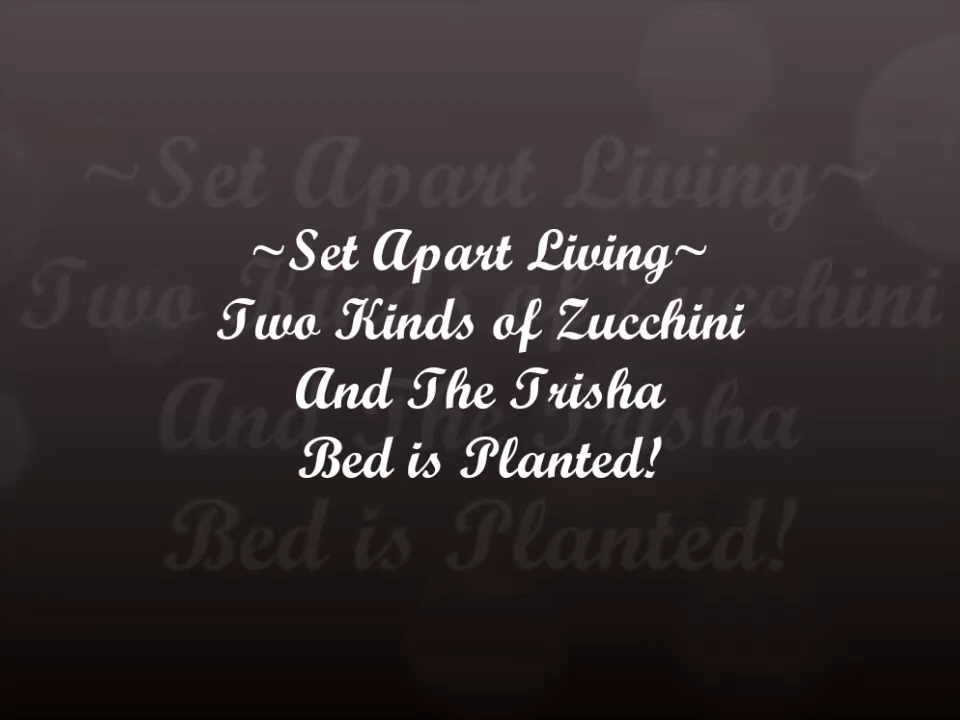 ~Set Apart Living~
Two Kinds of Zucchini
And The Trisha
Bed is Planted!